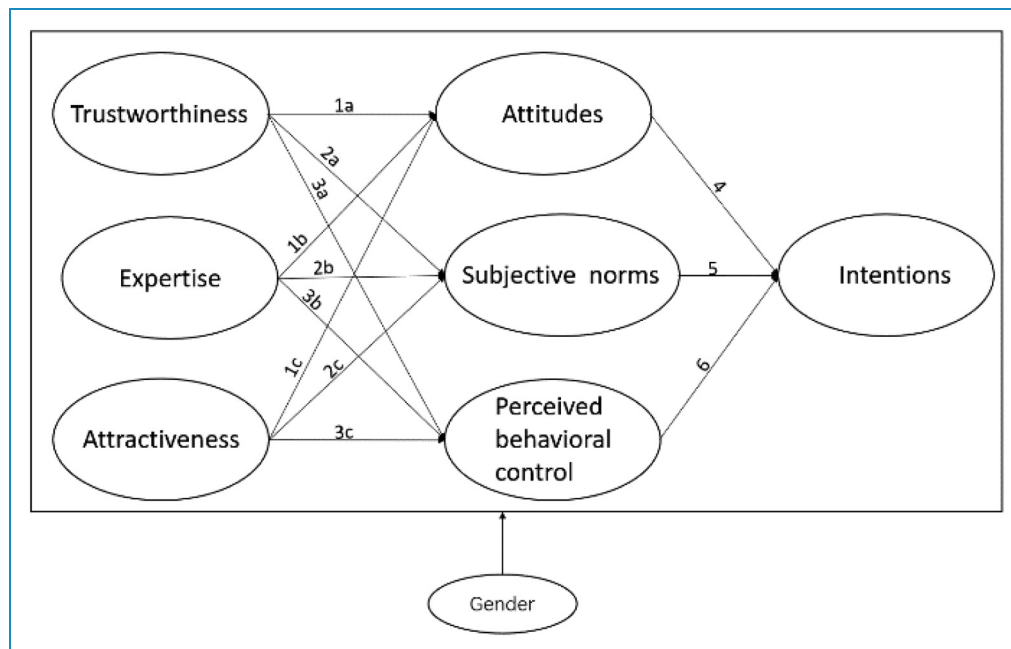 Trustworthiness
1a
Attitudes
2a
3a
4
1b
Expertise
2b
Subjective norms
5
Intentions
3b
1c
2c
6
Attractiveness
3c
Perceived
behavioral
control
Gender